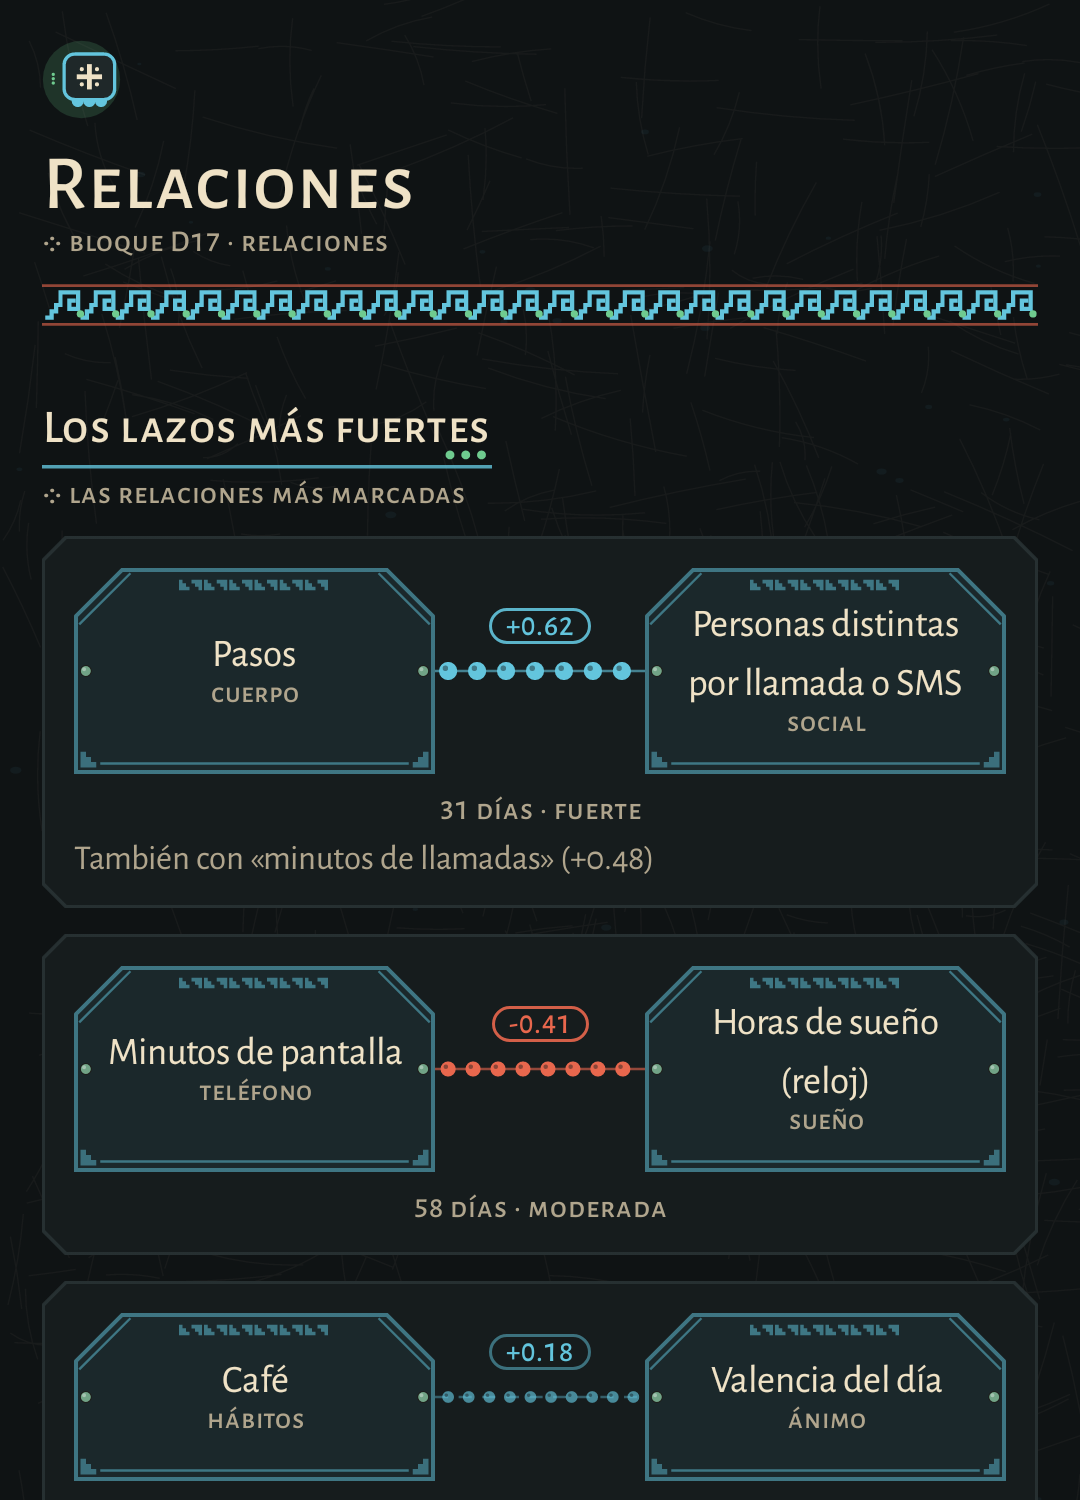 Relaciones
bloque D17 · relaciones
Los lazos más fuertes
las relaciones más marcadas
Pasos
cuerpo
+0.62
Personas distintas
por llamada o SMS
social
31 días · fuerte
También con «minutos de llamadas» (+0.48)
Minutos de pantalla
teléfono
-0.41
Horas de sueño
(reloj)
sueño
58 días · moderada
Café
hábitos
+0.18
Valencia del día
ánimo